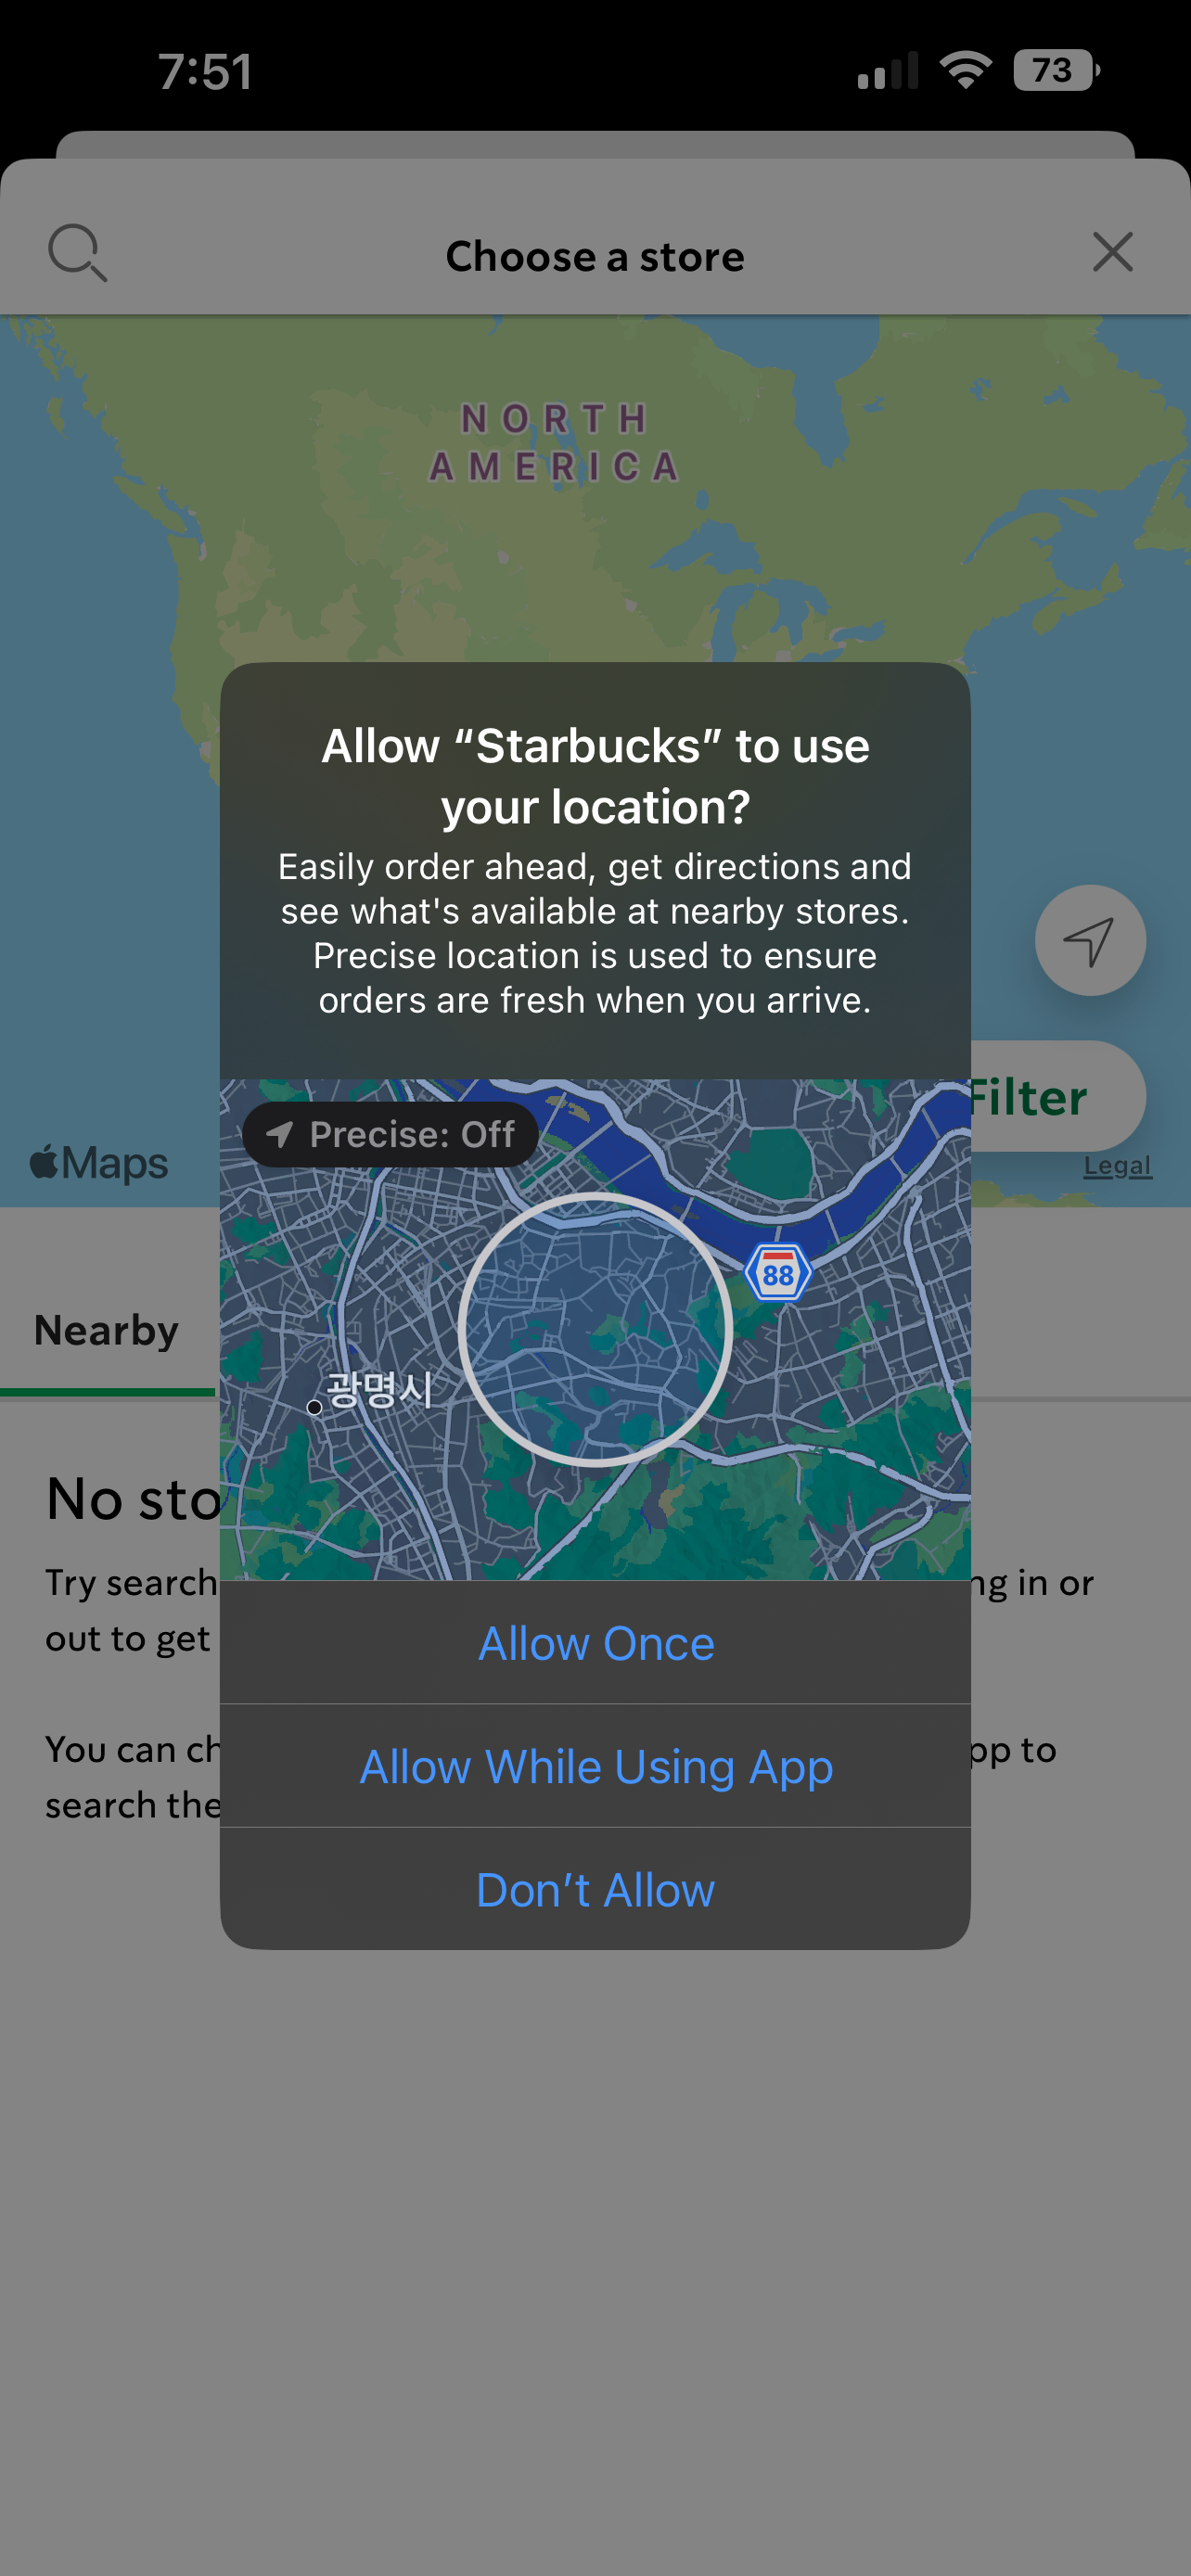 7:51
73
Choose a store
NORTH
AMERICA
Allow “Starbucks” to use
your location?
Easily order ahead, get directions and
see what's available at nearby stores.
Precise location is used to ensure
orders are fresh when you arrive.
Filter
Precise: Off
Maps
Legal
88
Nearby
광명시
No sto
Try search ng in or
out to get
Allow Once
You can ch pp to
Allow While Using App
search the
Don’t Allow